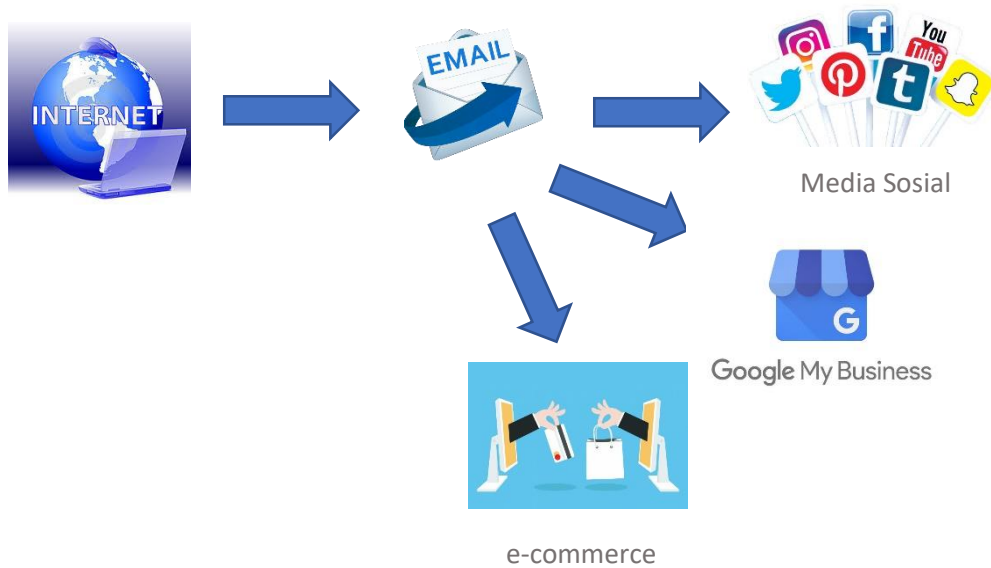 INTERNET
EMAIL
f
You
Tube
t
Media Sosial
G
Google My Business
e-commerce